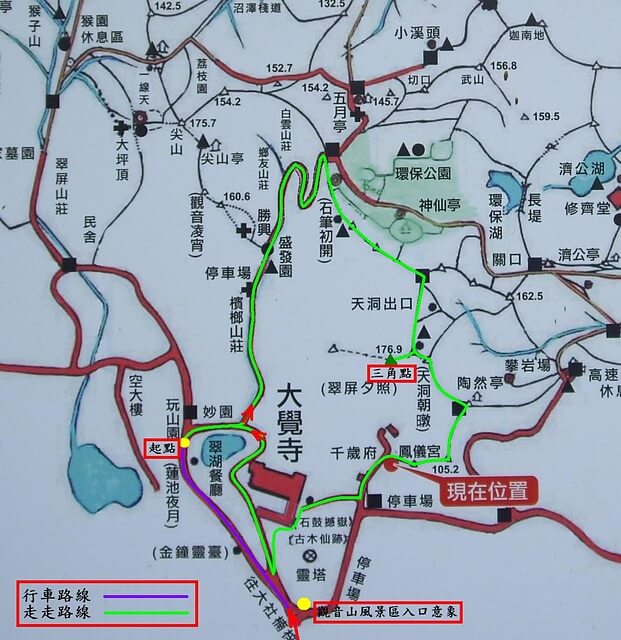 142.5
沼澤棧道
132.5
猴子山
猴園
休息區
小溪頭
迦南地
荔枝園
152.7
切口
武山
156.8
一線天
154.2
154.2
五月亭
145.7
175.7
尖山
白雲山莊
159.5
大坪頂
尖山亭
鄉友山莊
墓園
翠屏山莊
環保公園
濟公湖
(觀音凌宵)
160.6
勝興
(石筆初開)
神仙亭
環保湖
長堤
修齊堂
民舍
盛發園
關口
濟公亭
停車場
檳榔山莊
天洞出口
162.5
176.9
三角點
(翠屏夕照)
(天洞朝暾)
攀岩場
高速
休
陶然亭
空大樓
玩山園
妙園
大覺寺
起點
(蓮池夜月)
翠湖餐廳
千歲府
鳳儀宮
105.2
現在位置
停車場
(石鼓撼嶽)
(古木仙跡)
(金鐘靈臺)
靈塔
停車場
往大社楠梓
行車路線
走走路線
觀音山風景區入口意象